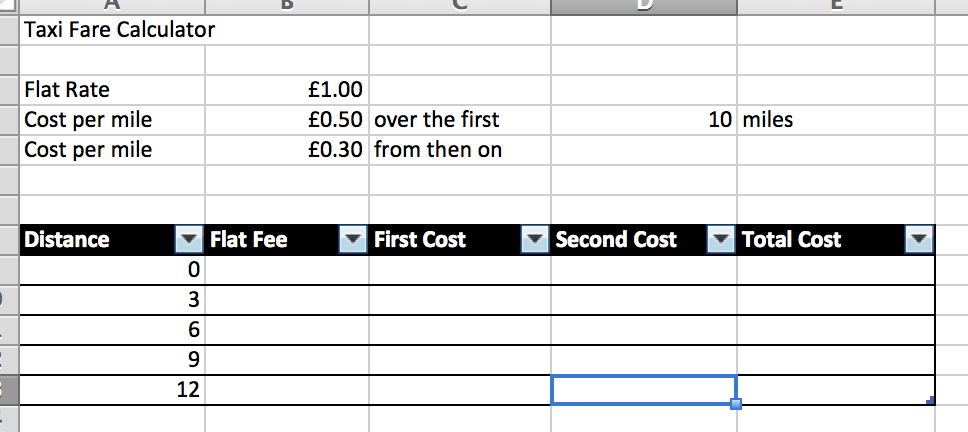 A B C D E
Taxi Fare Calculator
Flat Rate £1.00
Cost per mile £0.50 over the first 10 miles
Cost per mile £0.30 from then on
Distance Flat Fee First Cost Second Cost Total Cost
0
3
6
9
12